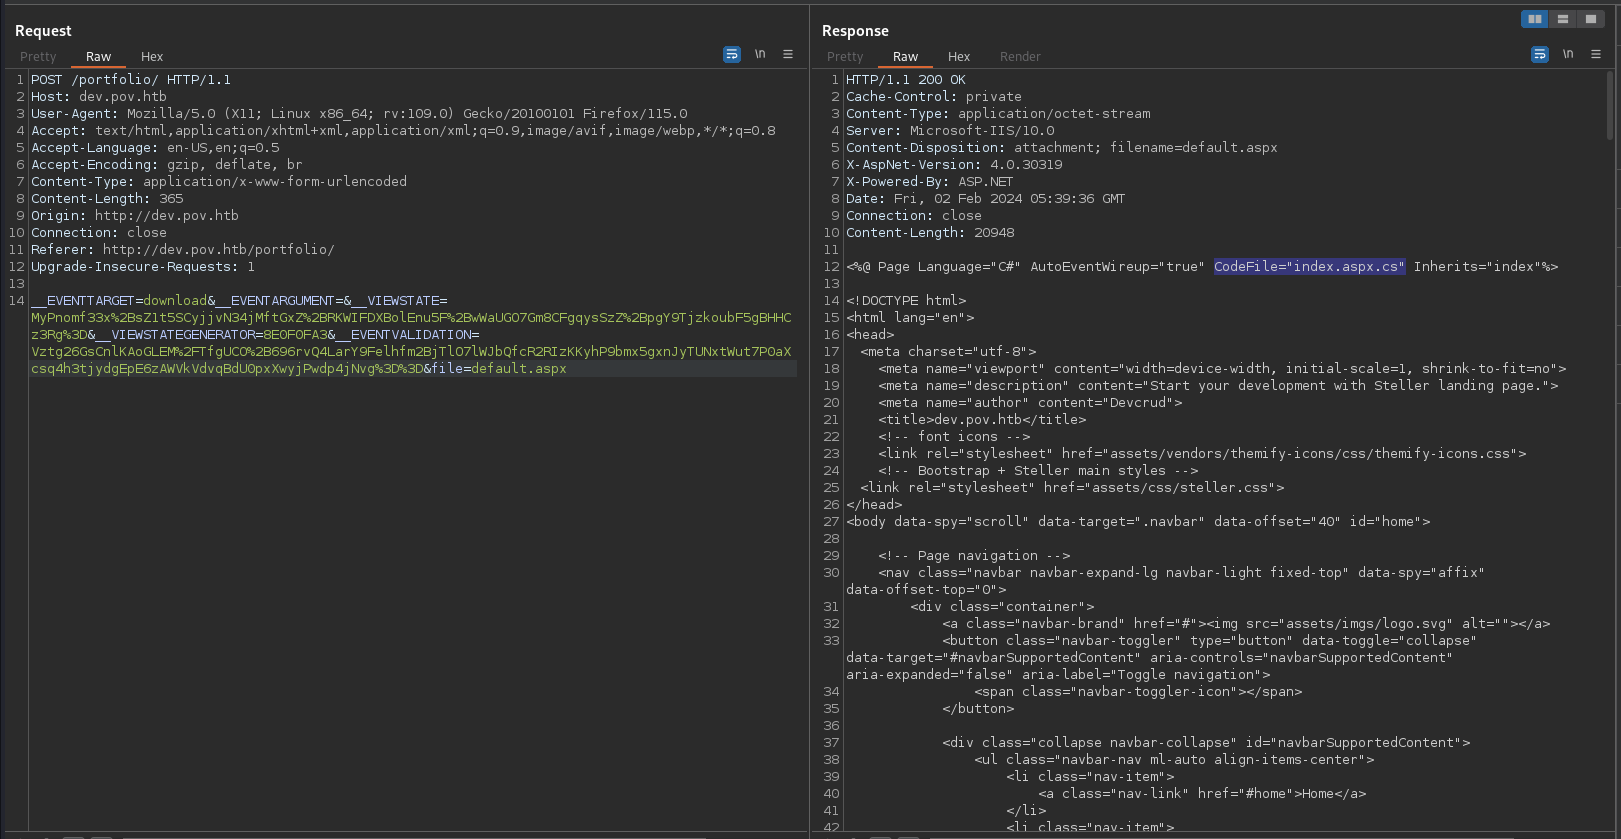 Request
Pretty Raw Hex
\n
1 POST /portfolio/ HTTP/1.1
2 Host: dev.pov.htb
3 User-Agent: Mozilla/5.0 (X11; Linux x86_64; rv:109.0) Gecko/20100101 Firefox/115.0
4 Accept: text/html,application/xhtml+xml,application/xml;q=0.9,image/avif,image/webp,*/*;q=0.8
5 Accept-Language: en-US,en;q=0.5
6 Accept-Encoding: gzip, deflate, br
7 Content-Type: application/x-www-form-urlencoded
8 Content-Length: 365
9 Origin: http://dev.pov.htb
10 Connection: close
11 Referer: http://dev.pov.htb/portfolio/
12 Upgrade-Insecure-Requests: 1
13
14 __EVENTTARGET=download&__EVENTARGUMENT=&__VIEWSTATE=
MyPnomf33x%2BsZ1t5SCyjjvN34jMftGxZ%2BRKWIFDXBolEnu5F%2BwWaUGO7Gm8CFgqysSzZ%2BpgY9TjzkoubF5gBHHC
z3Rg%3D&__VIEWSTATEGENERATOR=8E0F0FA3&__EVENTVALIDATION=
Vztg26GsCnlKAoGLEM%2FTfgUCO%2B696rvQ4LarY9Felhfm2BjTlO7lWJbQfcR2RIzKKyhP9bmx5gxnJyTUNxtWut7P0aX
csq4h3tjydgEpE6zAWVkVdvqBdU0pxXwyjPwdp4jNvg%3D%3D&file=default.aspx
Response
Pretty Raw Hex Render
\n
1 HTTP/1.1 200 OK
2 Cache-Control: private
3 Content-Type: application/octet-stream
4 Server: Microsoft-IIS/10.0
5 Content-Disposition: attachment; filename=default.aspx
6 X-AspNet-Version: 4.0.30319
7 X-Powered-By: ASP.NET
8 Date: Fri, 02 Feb 2024 05:39:36 GMT
9 Connection: close
10 Content-Length: 20948
11
12 <%@ Page Language="C#" AutoEventWireup="true" CodeFile="index.aspx.cs" Inherits="index"%>
13
14 <!DOCTYPE html>
15 <html lang="en">
16 <head>
17 <meta charset="utf-8">
18 <meta name="viewport" content="width=device-width, initial-scale=1, shrink-to-fit=no">
19 <meta name="description" content="Start your development with Steller landing page.">
20 <meta name="author" content="Devcrud">
21 <title>dev.pov.htb</title>
22 <!-- font icons -->
23 <link rel="stylesheet" href="assets/vendors/themify-icons/css/themify-icons.css">
24 <!-- Bootstrap + Steller main styles -->
25 <link rel="stylesheet" href="assets/css/steller.css">
26 </head>
27 <body data-spy="scroll" data-target=".navbar" data-offset="40" id="home">
28
29 <!-- Page navigation -->
30 <nav class="navbar navbar-expand-lg navbar-light fixed-top" data-spy="affix"
data-offset-top="0">
31 <div class="container">
32 <a class="navbar-brand" href="#"><img src="assets/imgs/logo.svg" alt=""></a>
33 <button class="navbar-toggler" type="button" data-toggle="collapse"
data-target="#navbarSupportedContent" aria-controls="navbarSupportedContent"
aria-expanded="false" aria-label="Toggle navigation">
34 <span class="navbar-toggler-icon"></span>
35 </button>
36
37 <div class="collapse navbar-collapse" id="navbarSupportedContent">
38 <ul class="navbar-nav ml-auto align-items-center">
39 <li class="nav-item">
40 <a class="nav-link" href="#home">Home</a>
41 </li>
42 <li class="nav-item">